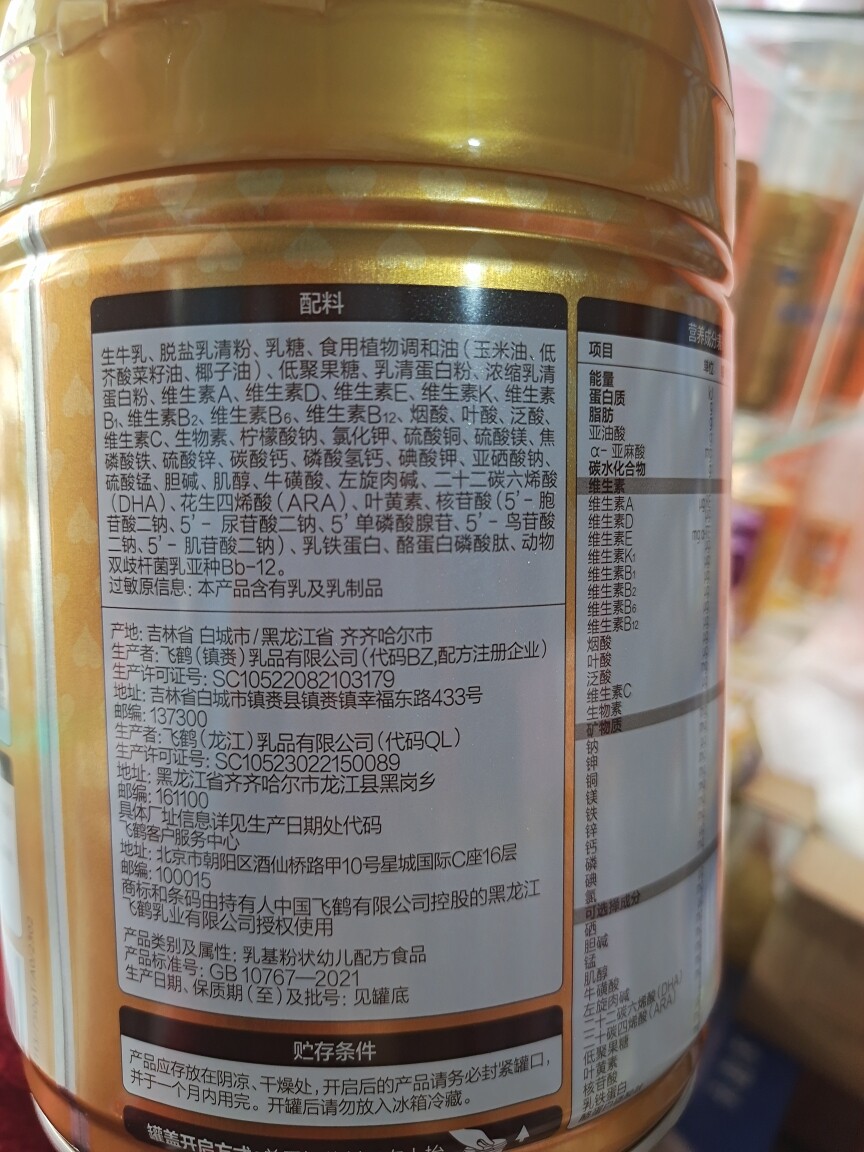 配料
生牛乳、脱盐乳清粉、乳糖、食用植物调和油(玉米油、低
芥酸菜籽油、椰子油)、低聚果糖、乳清蛋白粉、浓缩乳清
蛋白粉、维生素A、维生素D、维生素E、维生素K、维生素
B₁、维生素B₂、维生素B₆、维生素B₁₂、烟酸、叶酸、泛酸、
维生素C、生物素、柠檬酸钠、氯化钾、硫酸铜、硫酸镁、焦
磷酸铁、硫酸锌、碳酸钙、磷酸氢钙、碘酸钾、亚硒酸钠、
硫酸锰、胆碱、肌醇、牛磺酸、左旋肉碱、二十二碳六烯酸
(DHA)、花生四烯酸(ARA)、叶黄素、核苷酸(5'-胞
苷酸二钠、5'-尿苷酸二钠、5'单磷酸腺苷、5'-鸟苷酸
二钠、5'-肌苷酸二钠)、乳铁蛋白、酪蛋白磷酸肽、动物
双歧杆菌乳亚种Bb-12。
过敏原信息: 本产品含有乳及乳制品
产地: 吉林省 白城市/黑龙江省 齐齐哈尔市
生产者: 飞鹤(镇赉)乳品有限公司(代码BZ,配方注册企业)
生产许可证号: SC10522082103179
地址: 吉林省白城市镇赉县镇赉镇幸福东路433号
邮编: 137300
生产者: 飞鹤(龙江)乳品有限公司(代码QL)
生产许可证号: SC10523022150089
地址: 黑龙江省齐齐哈尔市龙江县黑岗乡
邮编: 161100
具体厂址信息详见生产日期处代码
飞鹤客户服务中心
地址: 北京市朝阳区酒仙桥路甲10号星城国际C座16层
邮编: 100015
商标和条码由持有人中国飞鹤有限公司控股的黑龙江
飞鹤乳业有限公司授权使用
产品类别及属性: 乳基粉状幼儿配方食品
产品标准号: GB 10767—2021
生产日期、保质期(至)及批号: 见罐底
贮存条件
产品应存放在阴凉、干燥处,开启后的产品请务必封紧罐口,
并于一个月内用完。开罐后请勿放入冰箱冷藏。
罐盖开启方式:
营养成分
项目
能量
蛋白质
脂肪
亚油酸
α-亚麻酸
碳水化合物
维生素
维生素A
维生素D
维生素E
维生素K₁
维生素B₁
维生素B₂
维生素B₆
维生素B₁₂
烟酸
叶酸
泛酸
维生素C
生物素
矿物质
钠
钾
铜
镁
铁
锌
钙
磷
碘
氯
可选择成分
硒
胆碱
锰
肌醇
牛磺酸
左旋肉碱
二十二碳六烯酸(DHA)
二十碳四烯酸(ARA)
低聚果糖
叶黄素
核苷酸
乳铁蛋白